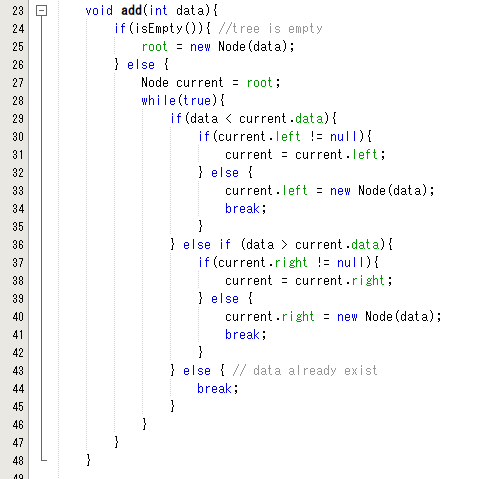 23 void add(int data){
24 if(isEmpty()){ //tree is empty
25 root = new Node(data);
26 } else {
27 Node current = root;
28 while(true){
29 if(data < current.data){
30 if(current.left != null){
31 current = current.left;
32 } else {
33 current.left = new Node(data);
34 break;
35 }
36 } else if (data > current.data){
37 if(current.right != null){
38 current = current.right;
39 } else {
40 current.right = new Node(data);
41 break;
42 }
43 } else { // data already exist
44 break;
45 }
46 }
47 }
48 }
49